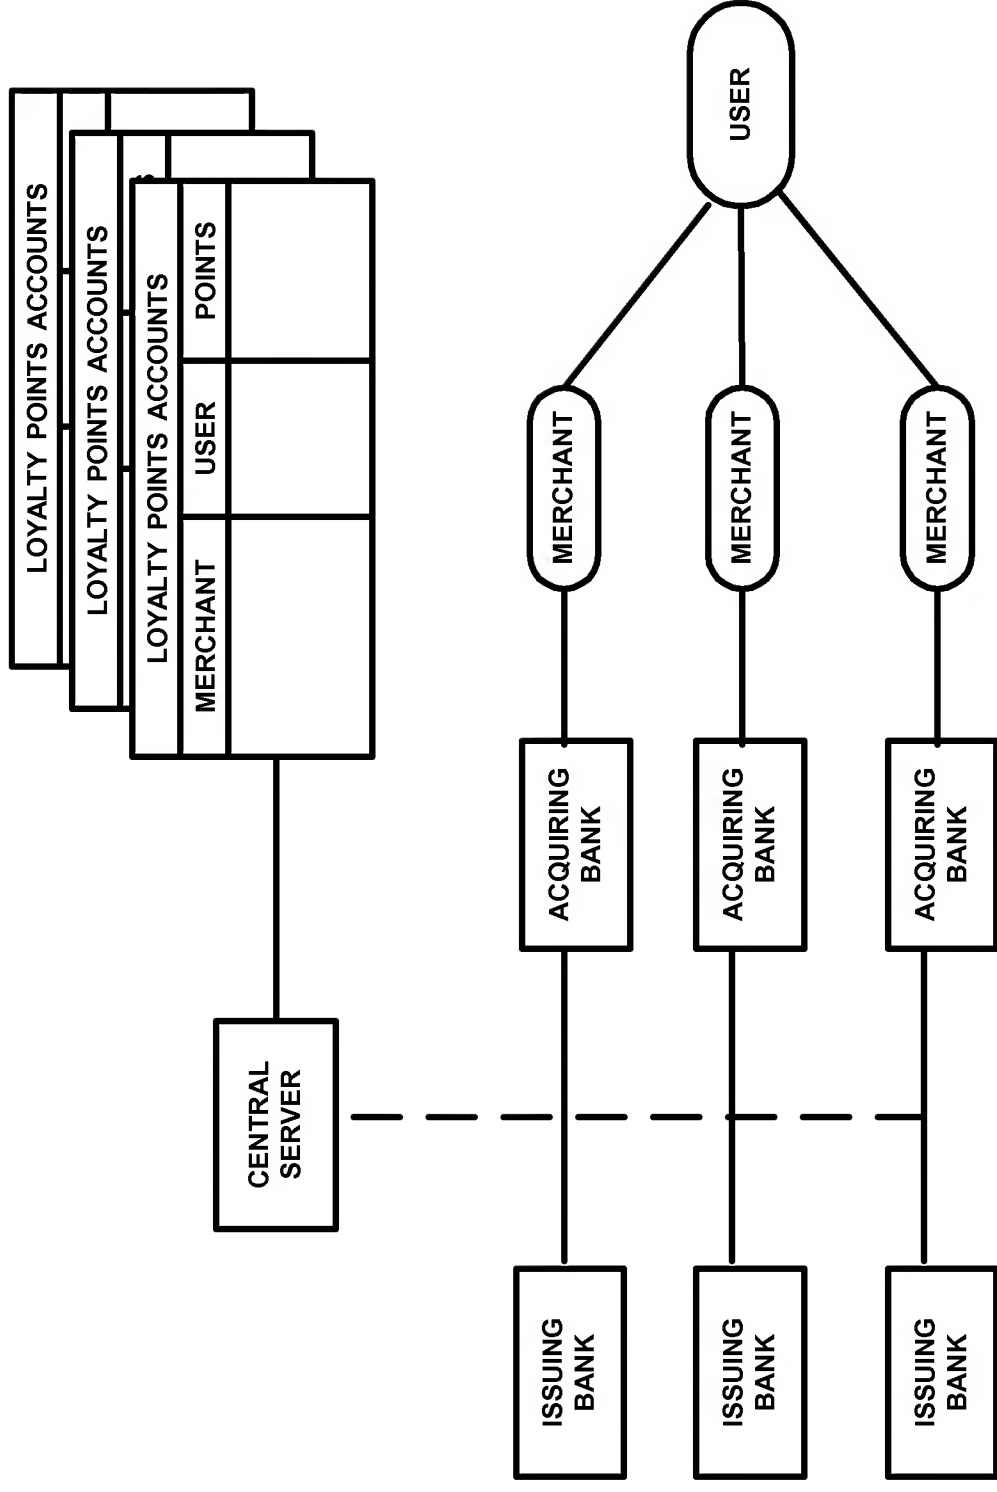 LOYALTY POINTS ACCOUNTS
LOYALTY POINTS ACCOUNTS
LOYALTY POINTS ACCOUNTS
MERCHANT
USER
POINTS
CENTRAL
SERVER
ISSUING
BANK
ACQUIRING
BANK
MERCHANT
ISSUING
BANK
ACQUIRING
BANK
MERCHANT
USER
ISSUING
BANK
ACQUIRING
BANK
MERCHANT